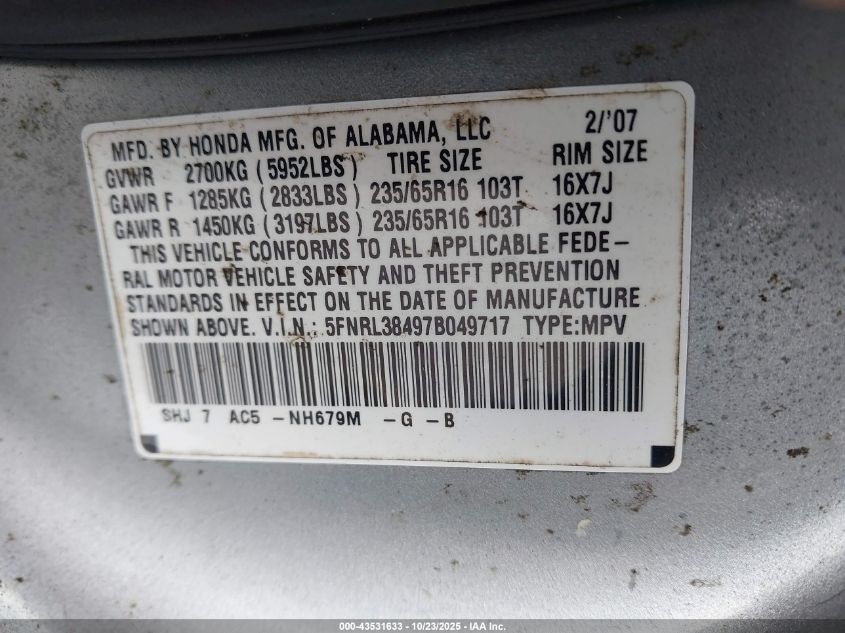 MFD. BY HONDA MFG. OF ALABAMA, LLC 2/'07
GVWR 2700KG (5952LBS) TIRE SIZE RIM SIZE
GAWR F 1285KG (2833LBS) 235/65R16 103T 16X7J
GAWR R 1450KG (3197LBS) 235/65R16 103T 16X7J
THIS VEHICLE CONFORMS TO ALL APPLICABLE FEDE-
RAL MOTOR VEHICLE SAFETY AND THEFT PREVENTION
STANDARDS IN EFFECT ON THE DATE OF MANUFACTURE
SHOWN ABOVE. V.I.N.: 5FNRL38497B049717 TYPE:MPV
SHJ 7 AC5 -NH679M -G -B
000-43531633 - 10/23/2025 - IAA Inc.